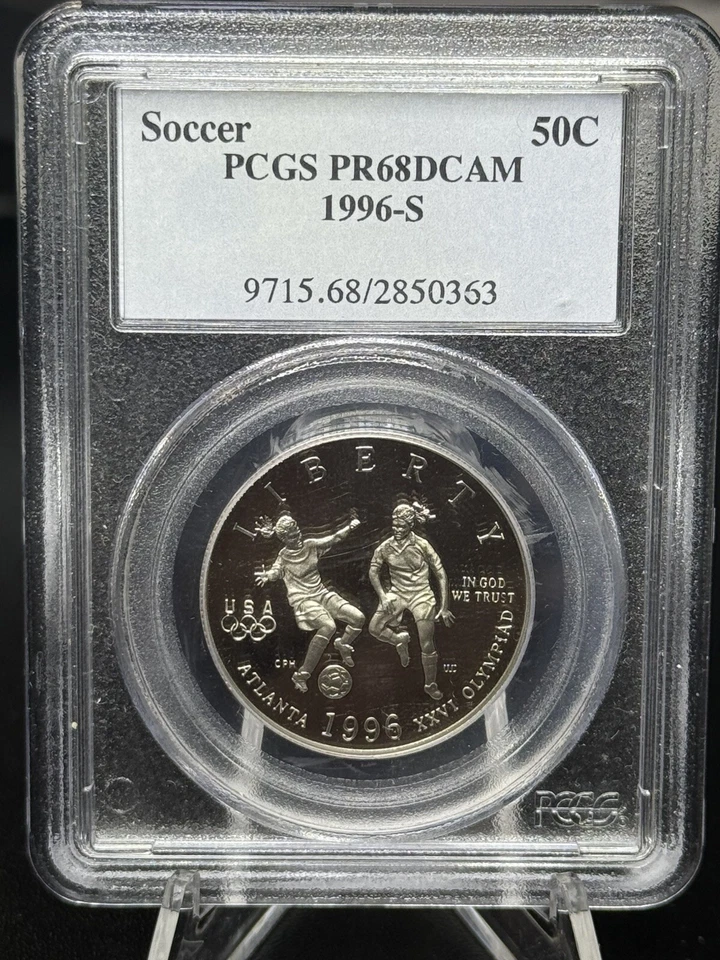 Soccer 50C
PCGS PR68DCAM
1996-S
9715.68/2850363
LIBERTY
IN GOD
WE TRUST
USA
CPH
ATLANTA 1996 XXVI OLYMPIAD
PCGS